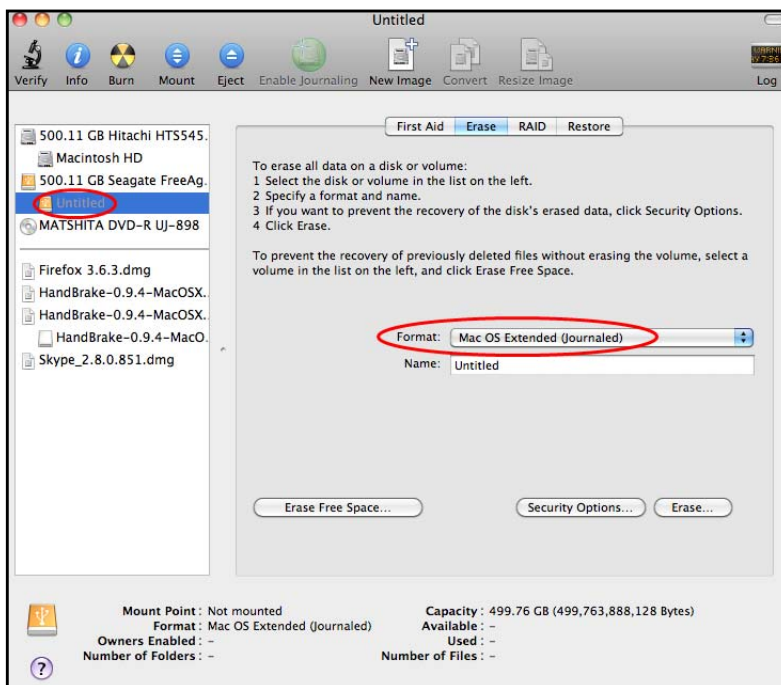 Untitled
Verify Info Burn Mount Eject Enable Journaling New Image Convert Resize Image Log
500.11 GB Hitachi HTS545.
Macintosh HD
500.11 GB Seagate FreeAg.
Untitled
MATSHITA DVD-R UJ-898
Firefox 3.6.3.dmg
HandBrake-0.9.4-MacOSX.
HandBrake-0.9.4-MacOSX.
HandBrake-0.9.4-MacO.
Skype_2.8.0.851.dmg
First Aid Erase RAID Restore
To erase all data on a disk or volume:
1 Select the disk or volume in the list on the left.
2 Specify a format and name.
3 If you want to prevent the recovery of the disk's erased data, click Security Options.
4 Click Erase.
To prevent the recovery of previously deleted files without erasing the volume, select a
volume in the list on the left, and click Erase Free Space.
Format: Mac OS Extended (Journaled)
Name: Untitled
Erase Free Space... Security Options... Erase...
Mount Point : Not mounted
Format : Mac OS Extended (Journaled)
Owners Enabled : -
Number of Folders : -
Capacity : 499.76 GB (499,763,888,128 Bytes)
Available : -
Used : -
Number of Files : -
?